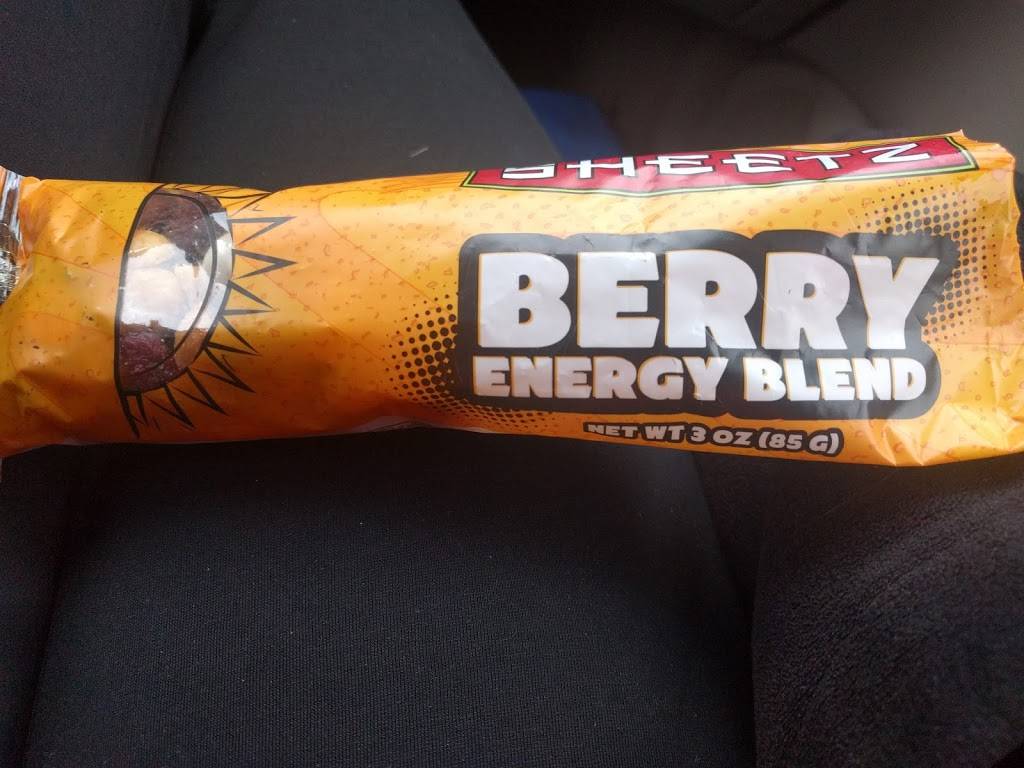 SHEETZ
BERRY
ENERGY BLEND
NET WT 3 OZ (85 G)